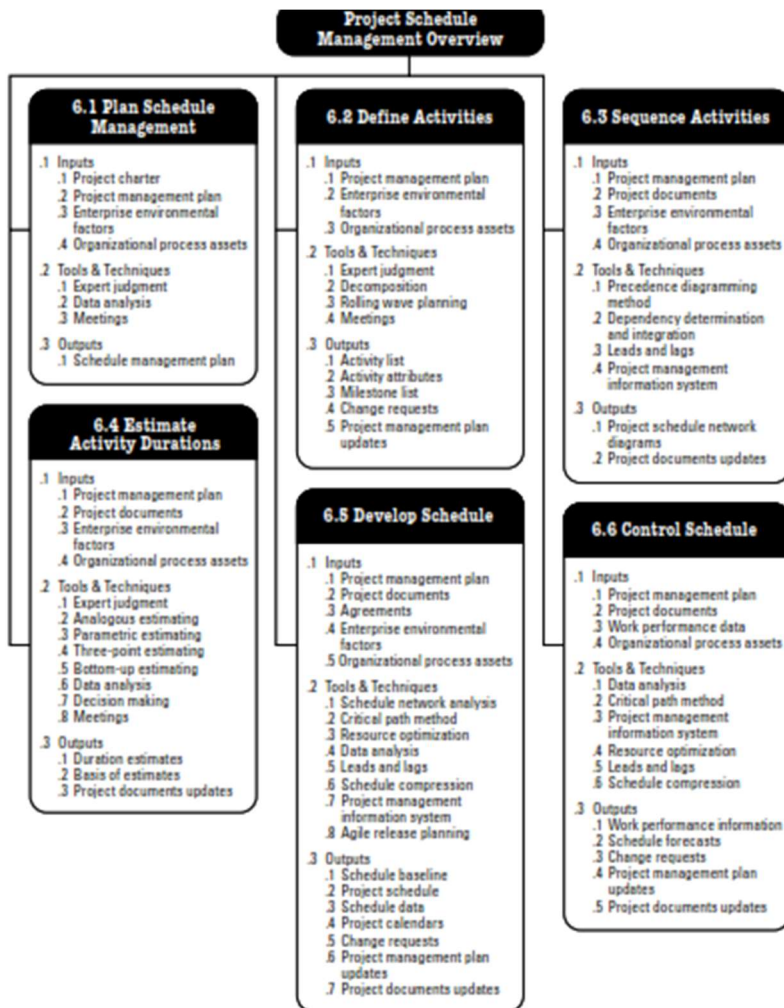 Project Schedule
Management Overview
6.1 Plan Schedule
Management
.1 Inputs
.1 Project charter
.2 Project management plan
.3 Enterprise environmental
factors
.4 Organizational process assets
.2 Tools & Techniques
.1 Expert judgment
.2 Data analysis
.3 Meetings
.3 Outputs
.1 Schedule management plan
6.2 Define Activities
.1 Inputs
.1 Project management plan
.2 Enterprise environmental
factors
.3 Organizational process assets
.2 Tools & Techniques
.1 Expert judgment
.2 Decomposition
.3 Rolling wave planning
.4 Meetings
.3 Outputs
.1 Activity list
.2 Activity attributes
.3 Milestone list
.4 Change requests
.5 Project management plan
updates
6.3 Sequence Activities
.1 Inputs
.1 Project management plan
.2 Project documents
.3 Enterprise environmental
factors
.4 Organizational process assets
.2 Tools & Techniques
.1 Precedence diagramming
method
.2 Dependency determination
and integration
.3 Leads and lags
.4 Project management
information system
.3 Outputs
.1 Project schedule network
diagrams
.2 Project documents updates
6.4 Estimate
Activity Durations
.1 Inputs
.1 Project management plan
.2 Project documents
.3 Enterprise environmental
factors
.4 Organizational process assets
.2 Tools & Techniques
.1 Expert judgment
.2 Analogous estimating
.3 Parametric estimating
.4 Three-point estimating
.5 Bottom-up estimating
.6 Data analysis
.7 Decision making
.8 Meetings
.3 Outputs
.1 Duration estimates
.2 Basis of estimates
.3 Project documents updates
6.5 Develop Schedule
.1 Inputs
.1 Project management plan
.2 Project documents
.3 Agreements
.4 Enterprise environmental
factors
.5 Organizational process assets
.2 Tools & Techniques
.1 Schedule network analysis
.2 Critical path method
.3 Resource optimization
.4 Data analysis
.5 Leads and lags
.6 Schedule compression
.7 Project management
information system
.8 Agile release planning
.3 Outputs
.1 Schedule baseline
.2 Project schedule
.3 Schedule data
.4 Project calendars
.5 Change requests
.6 Project management plan
updates
.7 Project documents updates
6.6 Control Schedule
.1 Inputs
.1 Project management plan
.2 Project documents
.3 Work performance data
.4 Organizational process assets
.2 Tools & Techniques
.1 Data analysis
.2 Critical path method
.3 Project management
information system
.4 Resource optimization
.5 Leads and lags
.6 Schedule compression
.3 Outputs
.1 Work performance information
.2 Schedule forecasts
.3 Change requests
.4 Project management plan
updates
.5 Project documents updates